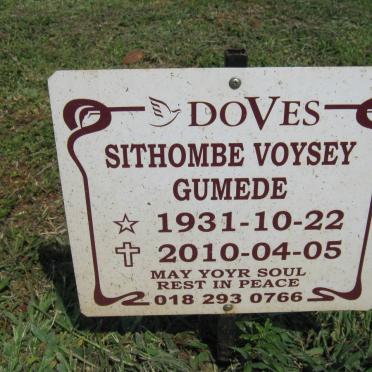 DOVES
SITHOMBE VOYSEY
GUMEDE
1931-10-22
2010-04-05
MAY YOYR SOUL
REST IN PEACE
018 293 0766